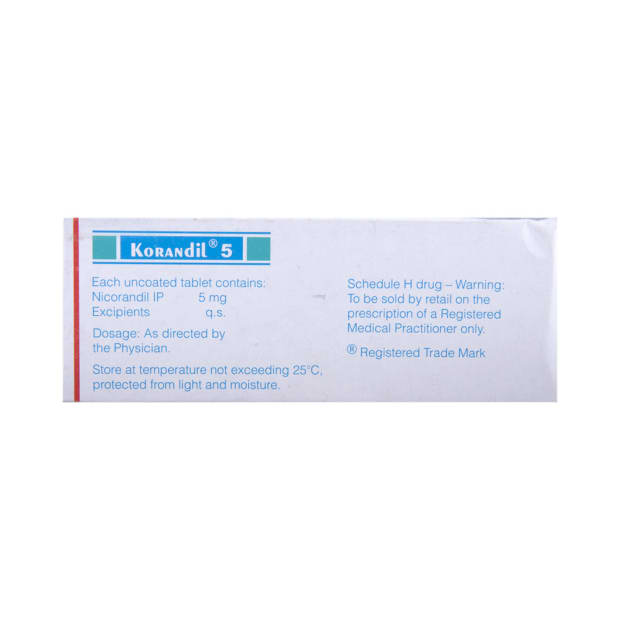 KORANdil® 5
Each uncoated tablet contains:
Nicorandil IP 5 mg
Excipients q.s.
Dosage: As directed by
the Physician.
Store at temperature not exceeding 25°C,
protected from light and moisture.
Schedule H drug – Warning:
To be sold by retail on the
prescription of a Registered
Medical Practitioner only.
® Registered Trade Mark